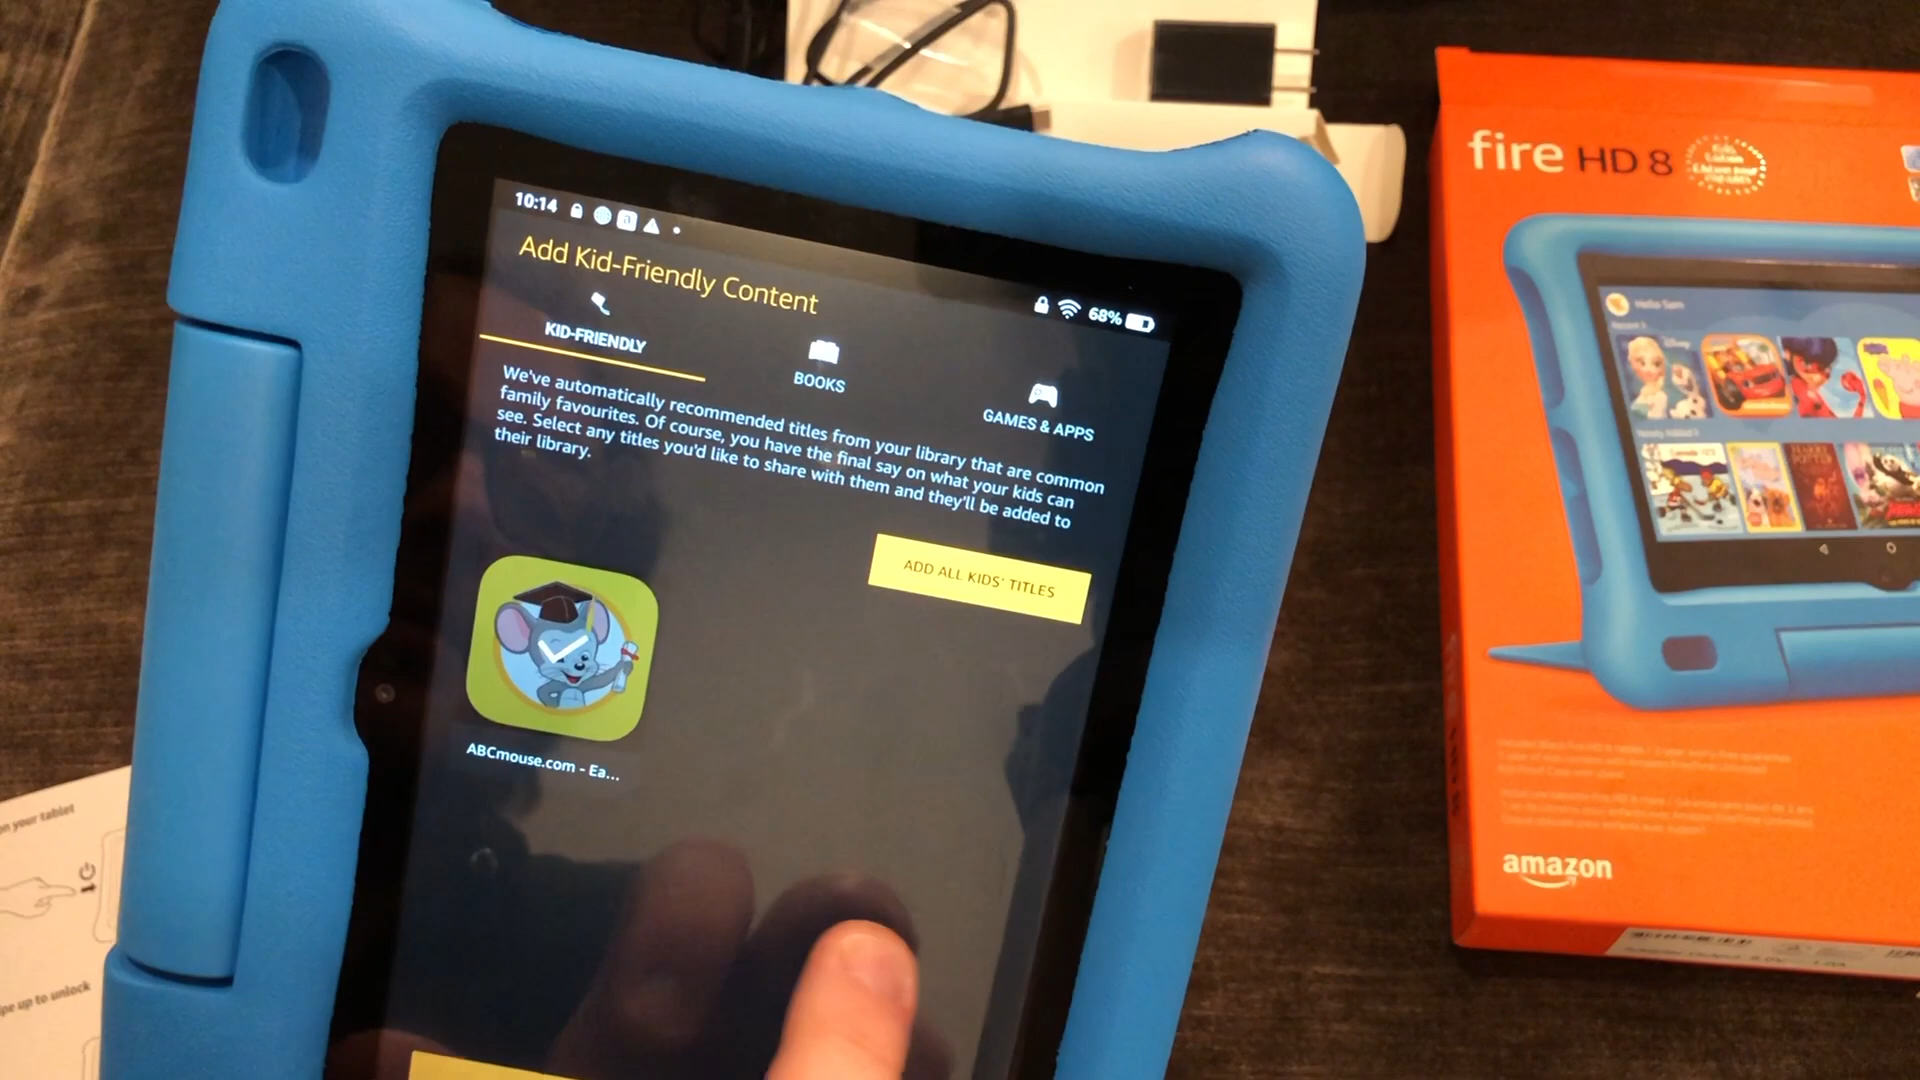 10:14
68%
Add Kid-Friendly Content
KID-FRIENDLY
BOOKS
GAMES & APPS
We've automatically recommended titles from your library that are common
family favourites. Of course, you have the final say on what your kids can
see. Select any titles you'd like to share with them and they'll be added to
their library.
ADD ALL KIDS' TITLES
ABCmouse.com - Ea...
fire HD 8
Hello Sam
amazon
on your tablet
ipe up to unlock